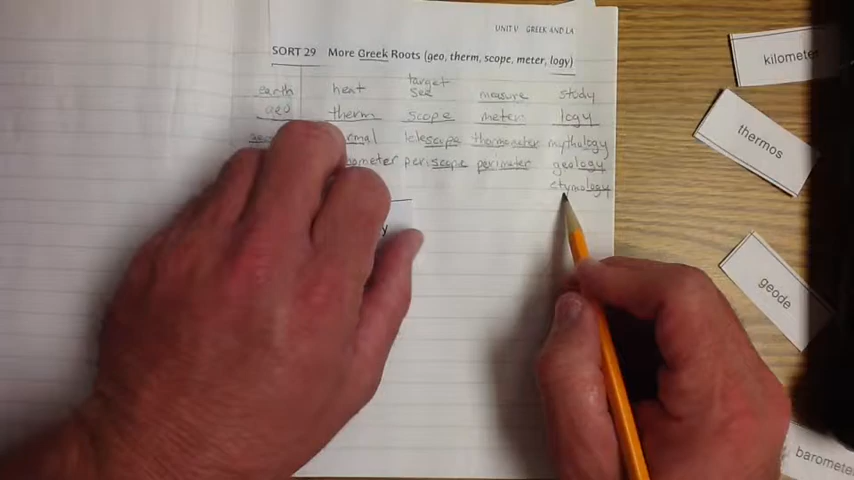 UNIT V GREEK AND LA
SORT 29 More Greek Roots (geo, therm, scope, meter, logy)
earth heat target see measure study
geo therm scope meter logy
telescope thermometer mythology
periscope perimeter geology
etymology
kilometer
thermos
geode
barometer